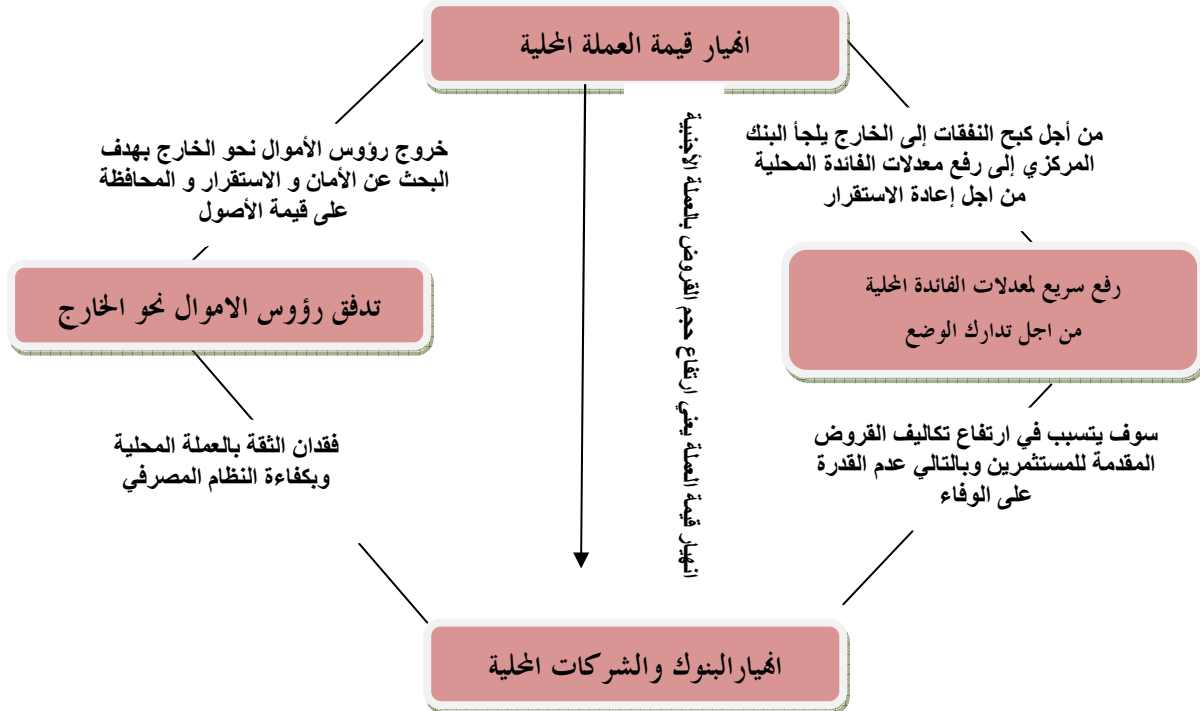 انهيار قيمة العملة المحلية
من أجل كبح النفقات إلى الخارج يلجأ البنك
المركزي إلى رفع معدلات الفائدة المحلية
من اجل إعادة الاستقرار
خروج رؤوس الأموال نحو الخارج بهدف
البحث عن الأمان و الاستقرار و المحافظة
على قيمة الأصول
انهيار قيمة العملة يعني ارتفاع حجم القروض بالعملة الأجنبية
رفع سريع لمعدلات الفائدة المحلية
من اجل تدارك الوضع
تدفق رؤوس الاموال نحو الخارج
سوف يتسبب في ارتفاع تكاليف القروض
المقدمة للمستثمرين وبالتالي عدم القدرة
على الوفاء
فقدان الثقة بالعملة المحلية
وبكفاءة النظام المصرفي
انهيارالبنوك والشركات المحلية